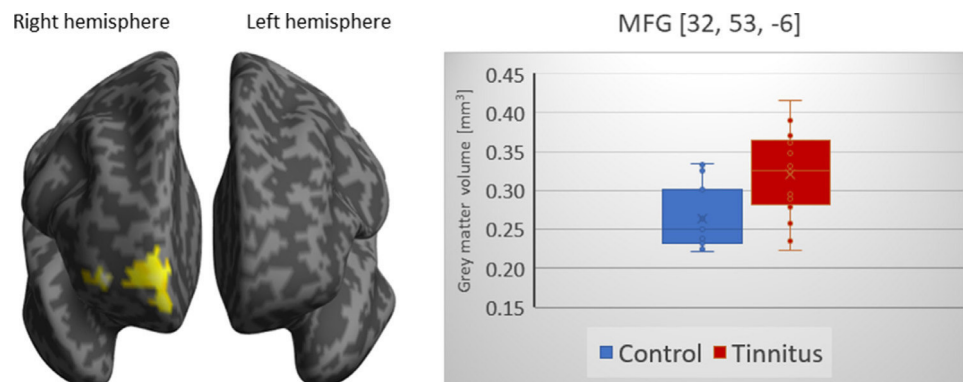 Right hemisphere
Left hemisphere
MFG [32, 53, -6]
Grey matter volume [mm³]
0.45
0.40
0.35
0.30
0.25
0.20
0.15
Control
Tinnitus